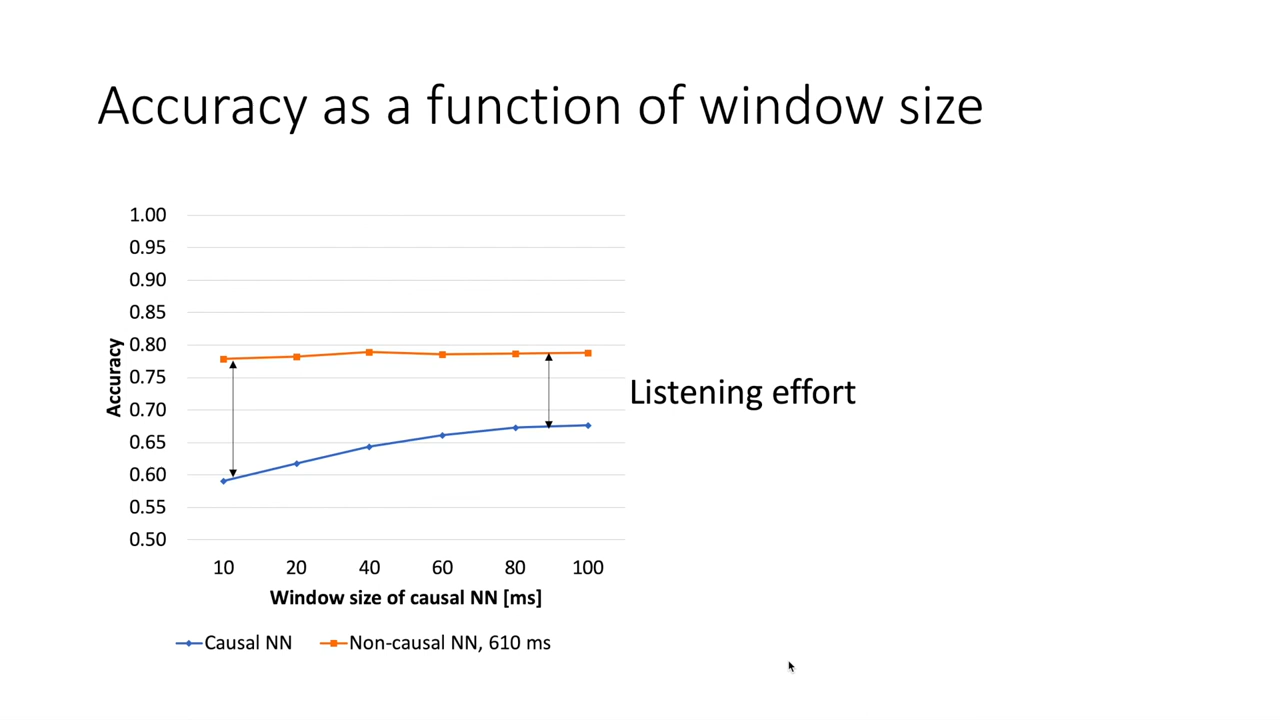 Accuracy as a function of window size
1.00
0.95
0.90
0.85
0.80
0.75
0.70
0.65
0.60
0.55
0.50
Accuracy
Listening effort
10 20 40 60 80 100
Window size of causal NN [ms]
Causal NN Non-causal NN, 610 ms